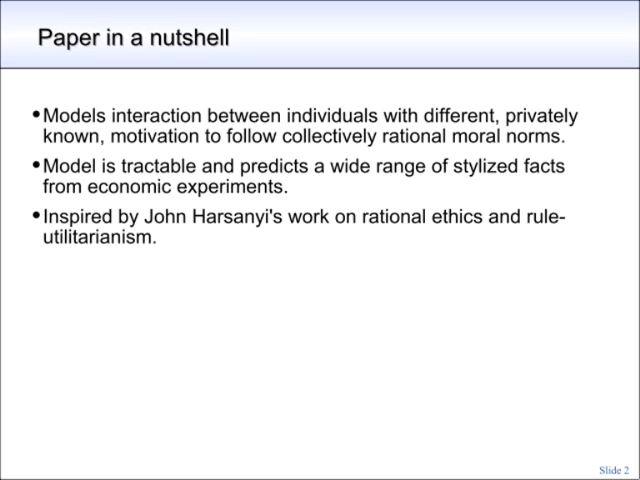 Paper in a nutshell
•Models interaction between individuals with different, privately
known, motivation to follow collectively rational moral norms.
•Model is tractable and predicts a wide range of stylized facts
from economic experiments.
•Inspired by John Harsanyi's work on rational ethics and rule-
utilitarianism.
Slide 2